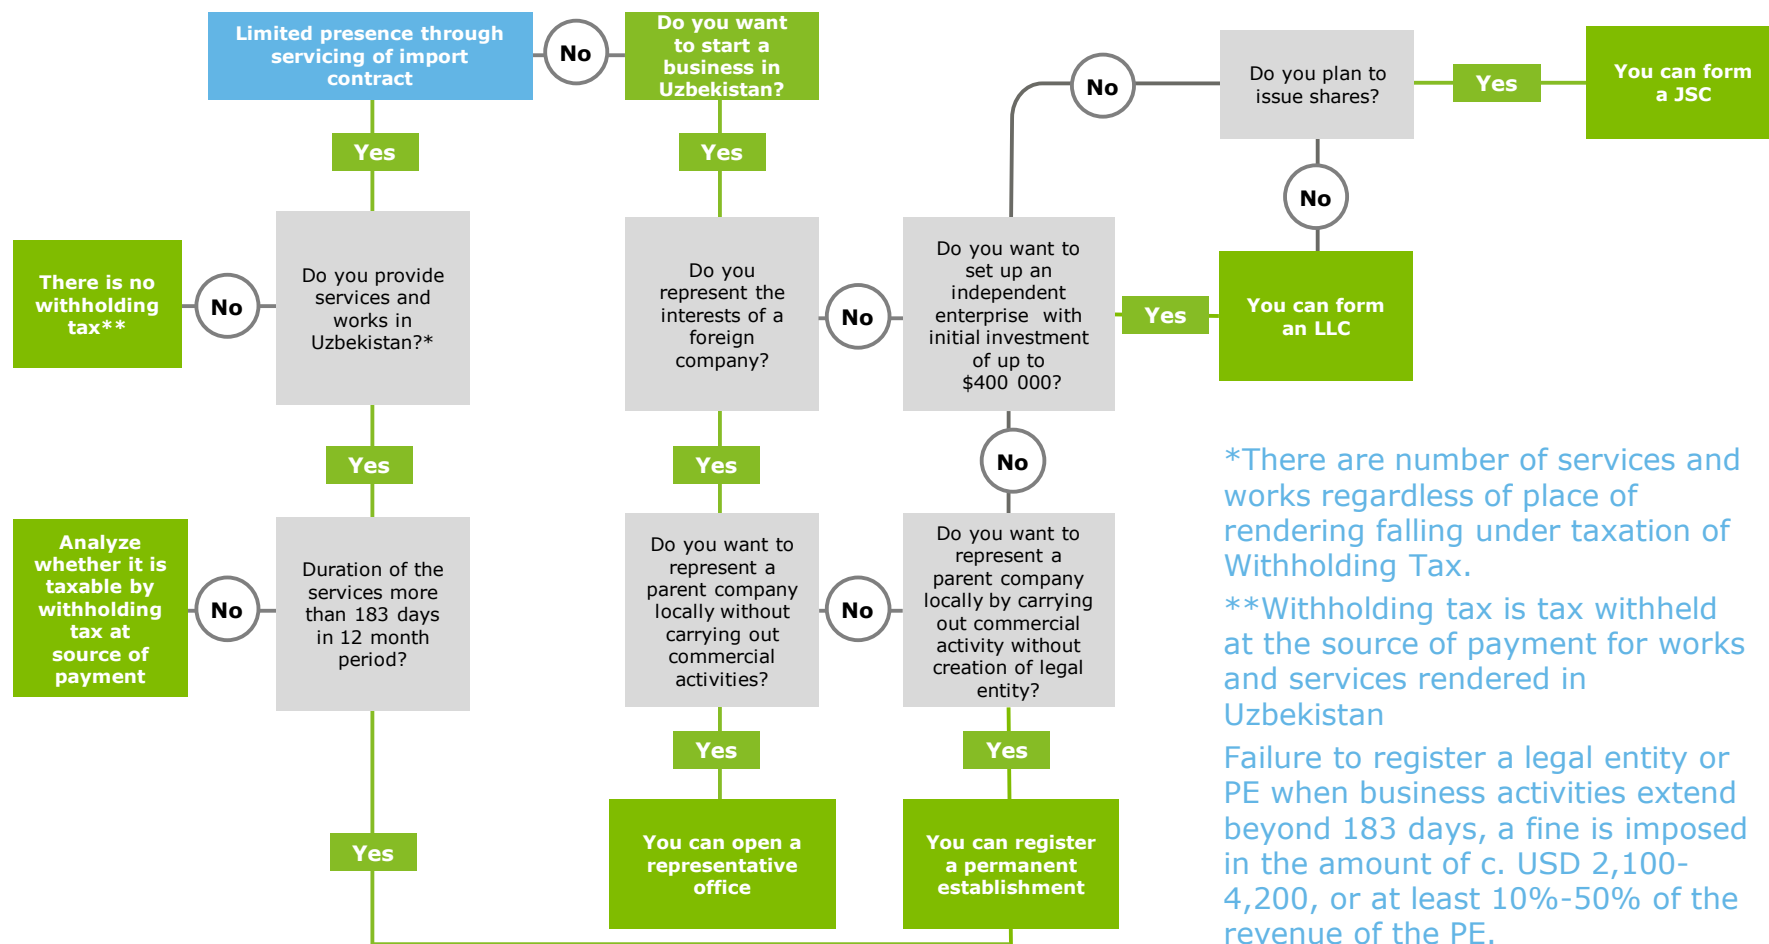 Limited presence through
servicing of import
contract
No
Do you want
to start a
business in
Uzbekistan?
No
Do you plan to
issue shares?
Yes
You can form
a JSC
Yes
Yes
No
There is no
withholding
tax**
No
Do you provide
services and
works in
Uzbekistan?*
Do you
represent the
interests of a
foreign
company?
No
Do you want to
set up an
independent
enterprise with
initial investment
of up to
$400 000?
Yes
You can form
an LLC
Yes
Yes
No
Analyze
whether it is
taxable by
withholding
tax at
source of
payment
No
Duration of the
services more
than 183 days
in 12 month
period?
Do you want to
represent a
parent company
locally without
carrying out
commercial
activities?
No
Do you want to
represent a
parent company
locally by carrying
out commercial
activity without
creation of legal
entity?
Yes
Yes
Yes
You can open a
representative
office
You can register
a permanent
establishment
*There are number of services and
works regardless of place of
rendering falling under taxation of
Withholding Tax.
**Withholding tax is tax withheld
at the source of payment for works
and services rendered in
Uzbekistan
Failure to register a legal entity or
PE when business activities extend
beyond 183 days, a fine is imposed
in the amount of c. USD 2,100-
4,200, or at least 10%-50% of the
revenue of the PE.